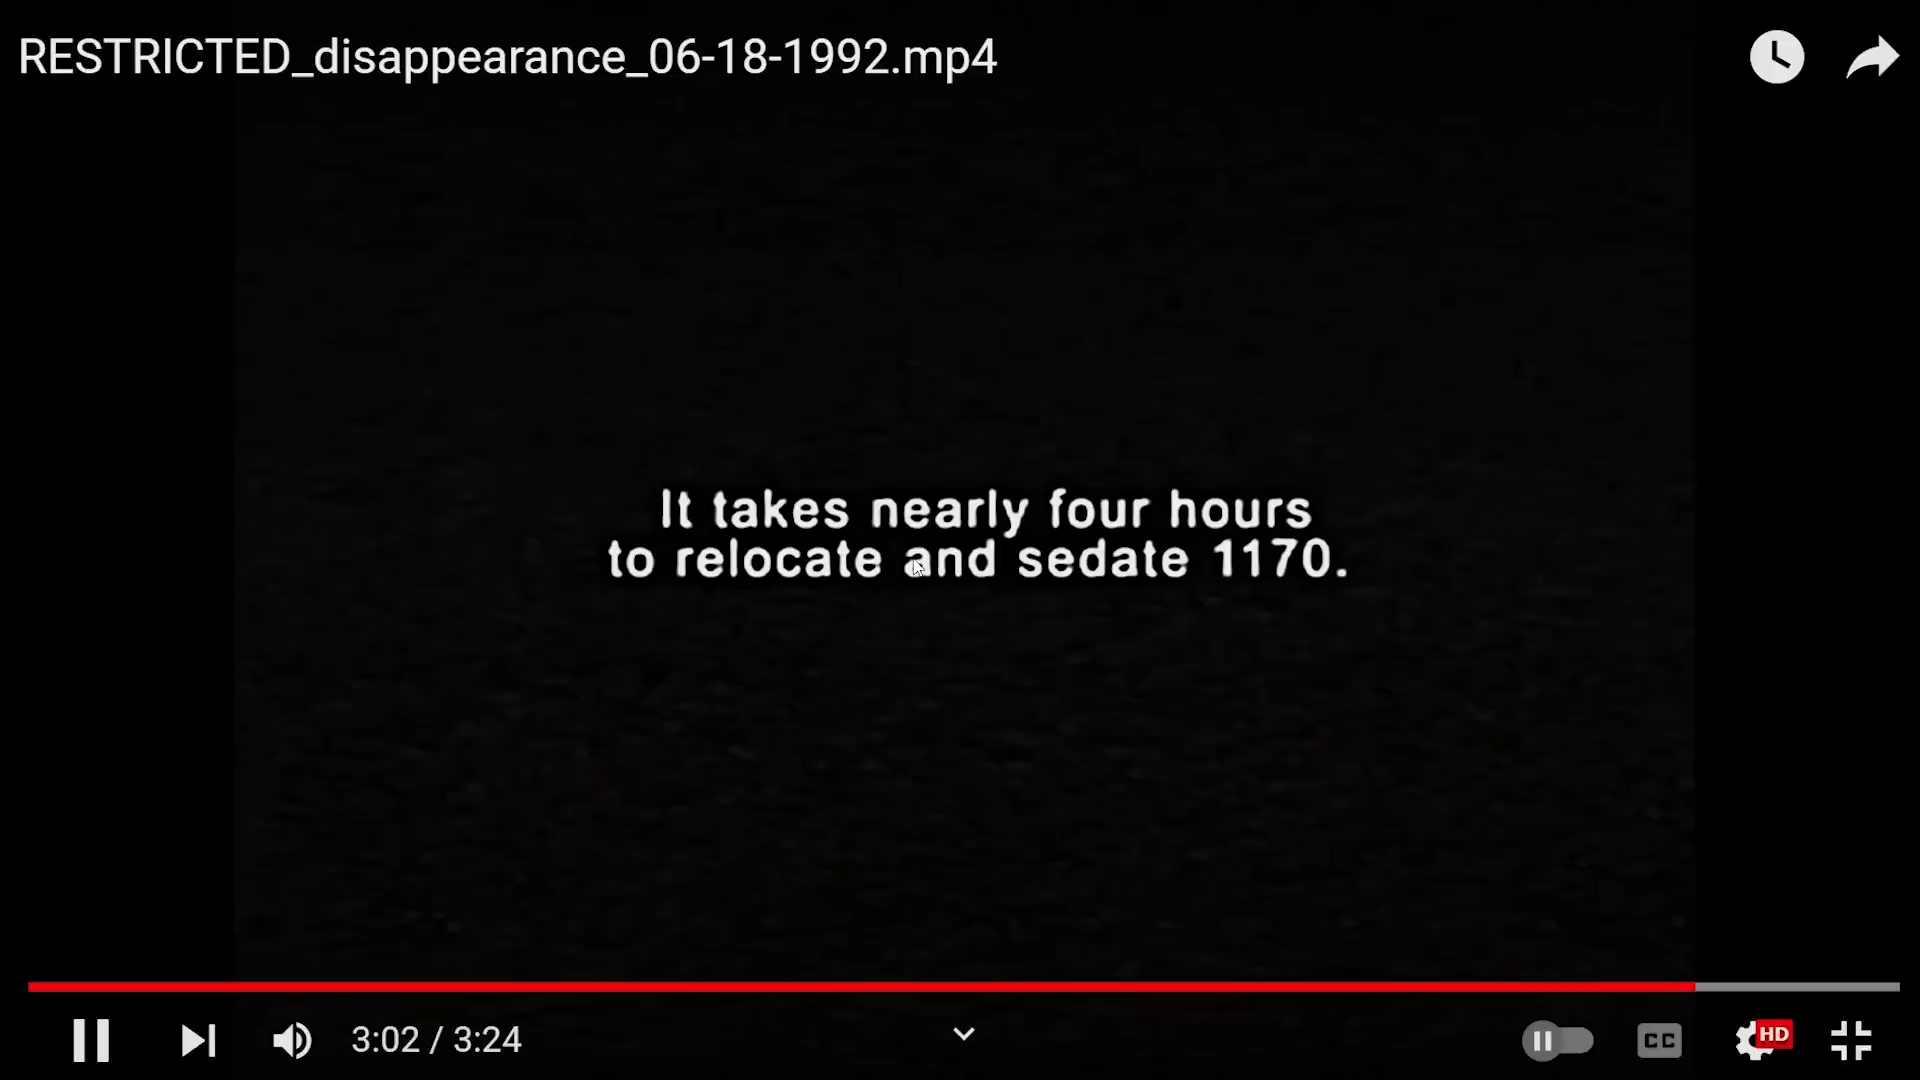 RESTRICTED_disappearance_06-18-1992.mp4
It takes nearly four hours
to relocate and sedate 1170.
3:02 / 3:24
CC
HD